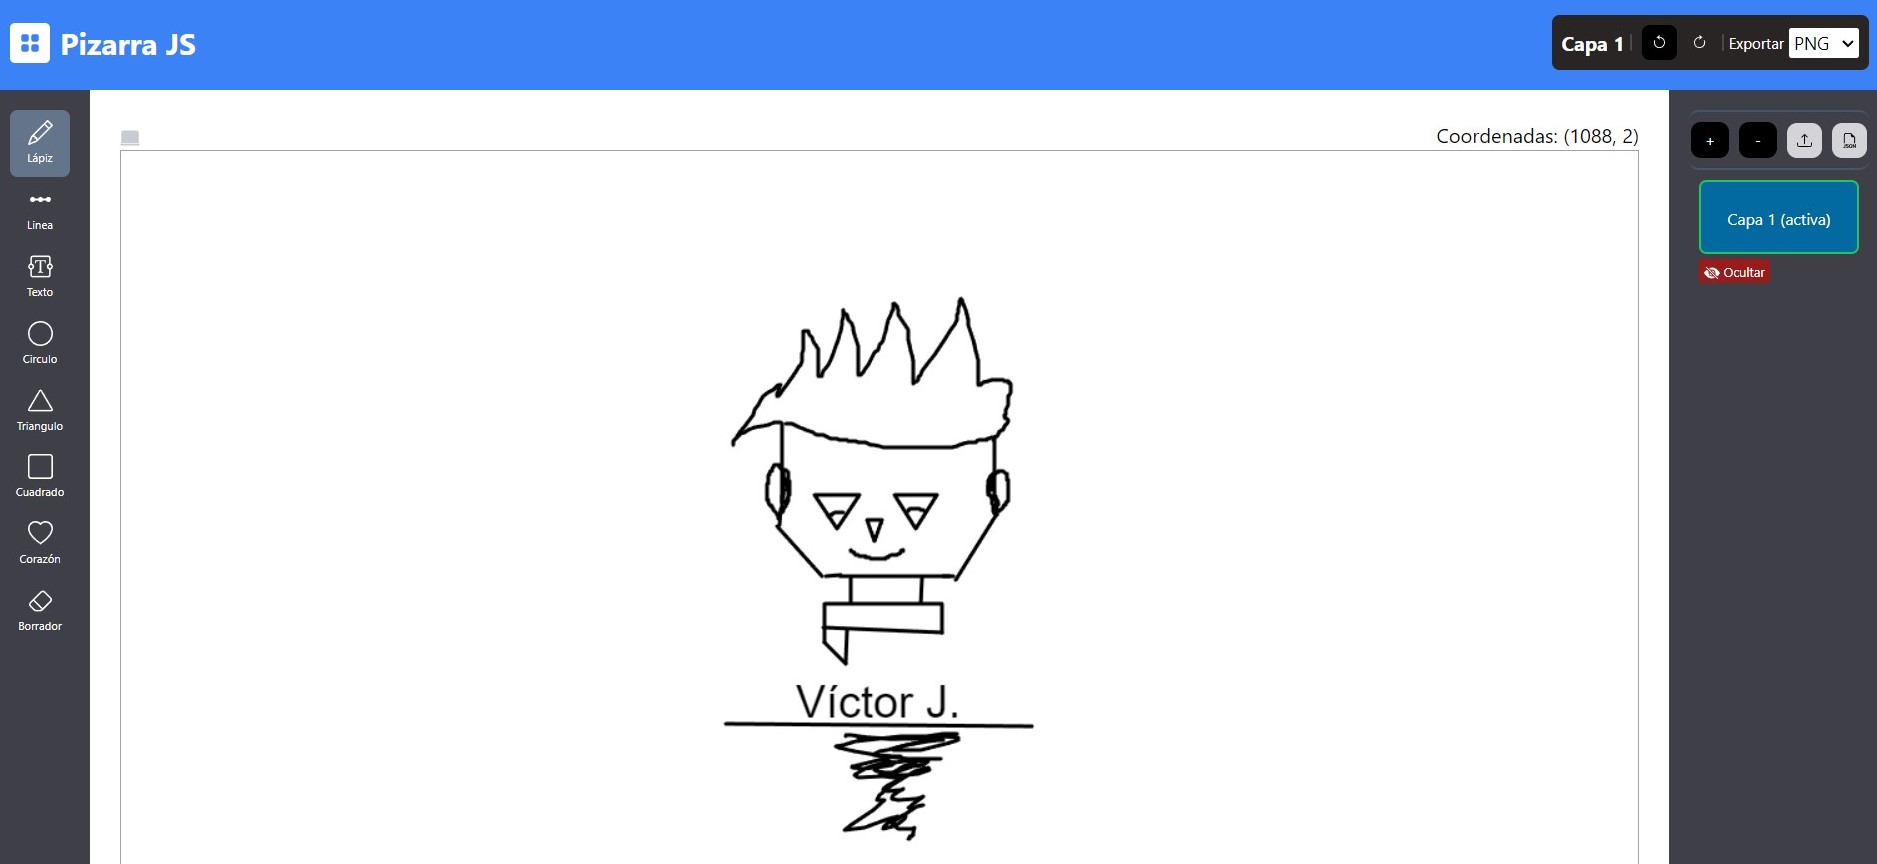 Pizarra JS
Capa 1
Exportar PNG
Lápiz
Linea
Texto
Circulo
Triangulo
Cuadrado
Corazón
Borrador
Coordenadas: (1088, 2)
Víctor J.
+
-
JSON
Capa 1 (activa)
Ocultar